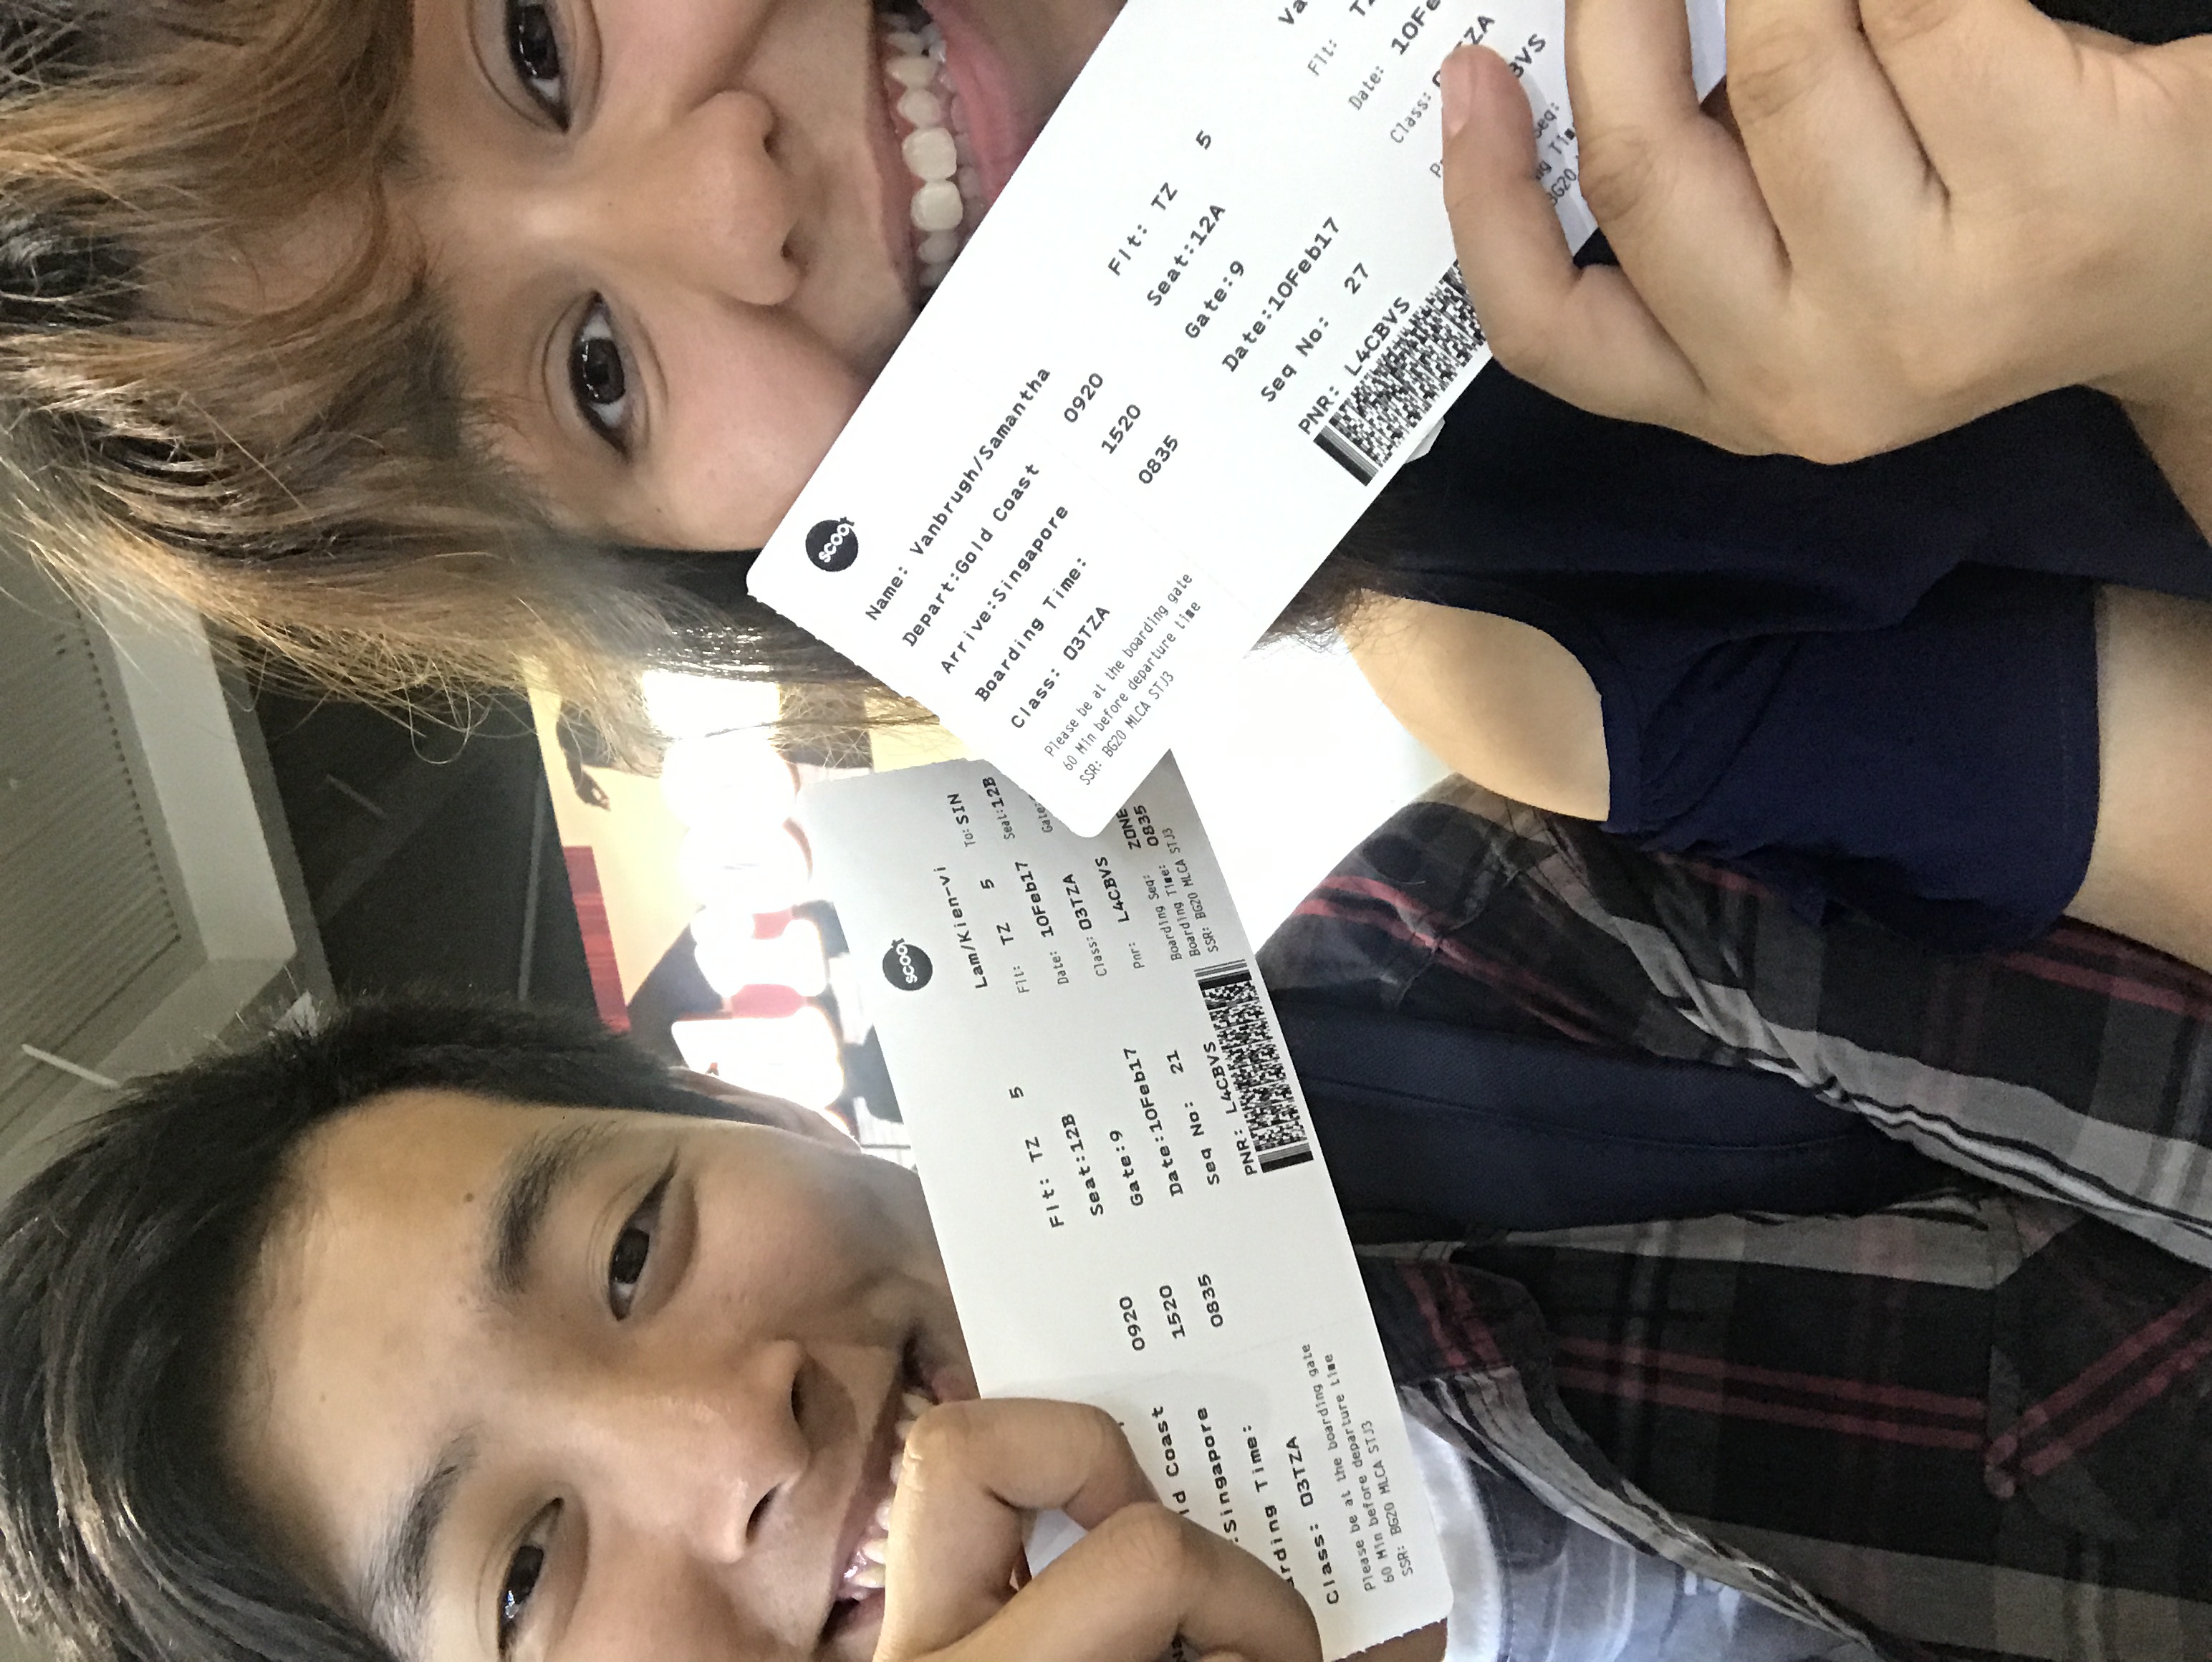 scoot
Lam/Kien-vi
Flt: TZ 5 To: SIN
Date: 10Feb17 Seat: 12B
Class: O3TZA Gate:
Pnr: L4CBVS
Boarding Seq: ZONE
Boarding Time: 0835
SSR: BG20 MLCA STJ3
Flt: TZ 5
Seat:12B
Gate:9
Date:10Feb17
Seq No: 21
PNR: L4CBVS
Coast 0920
:Singapore 1520
Time: 0835
Class: O3TZA
Please be at the boarding gate
60 Min before departure time
SSR: BG20 MLCA STJ3
scoot
Name: Vanbrugh/Samantha
Depart:Gold Coast 0920
Arrive:Singapore 1520
Boarding Time: 0835
Class: O3TZA
Please be at the boarding gate
60 Min before departure time
SSR: BG20 MLCA STJ3
Flt: TZ 5
Seat:12A
Gate:9
Date:10Feb17
Seq No: 27
PNR: L4CBVS
Flt:
Date:
Class: